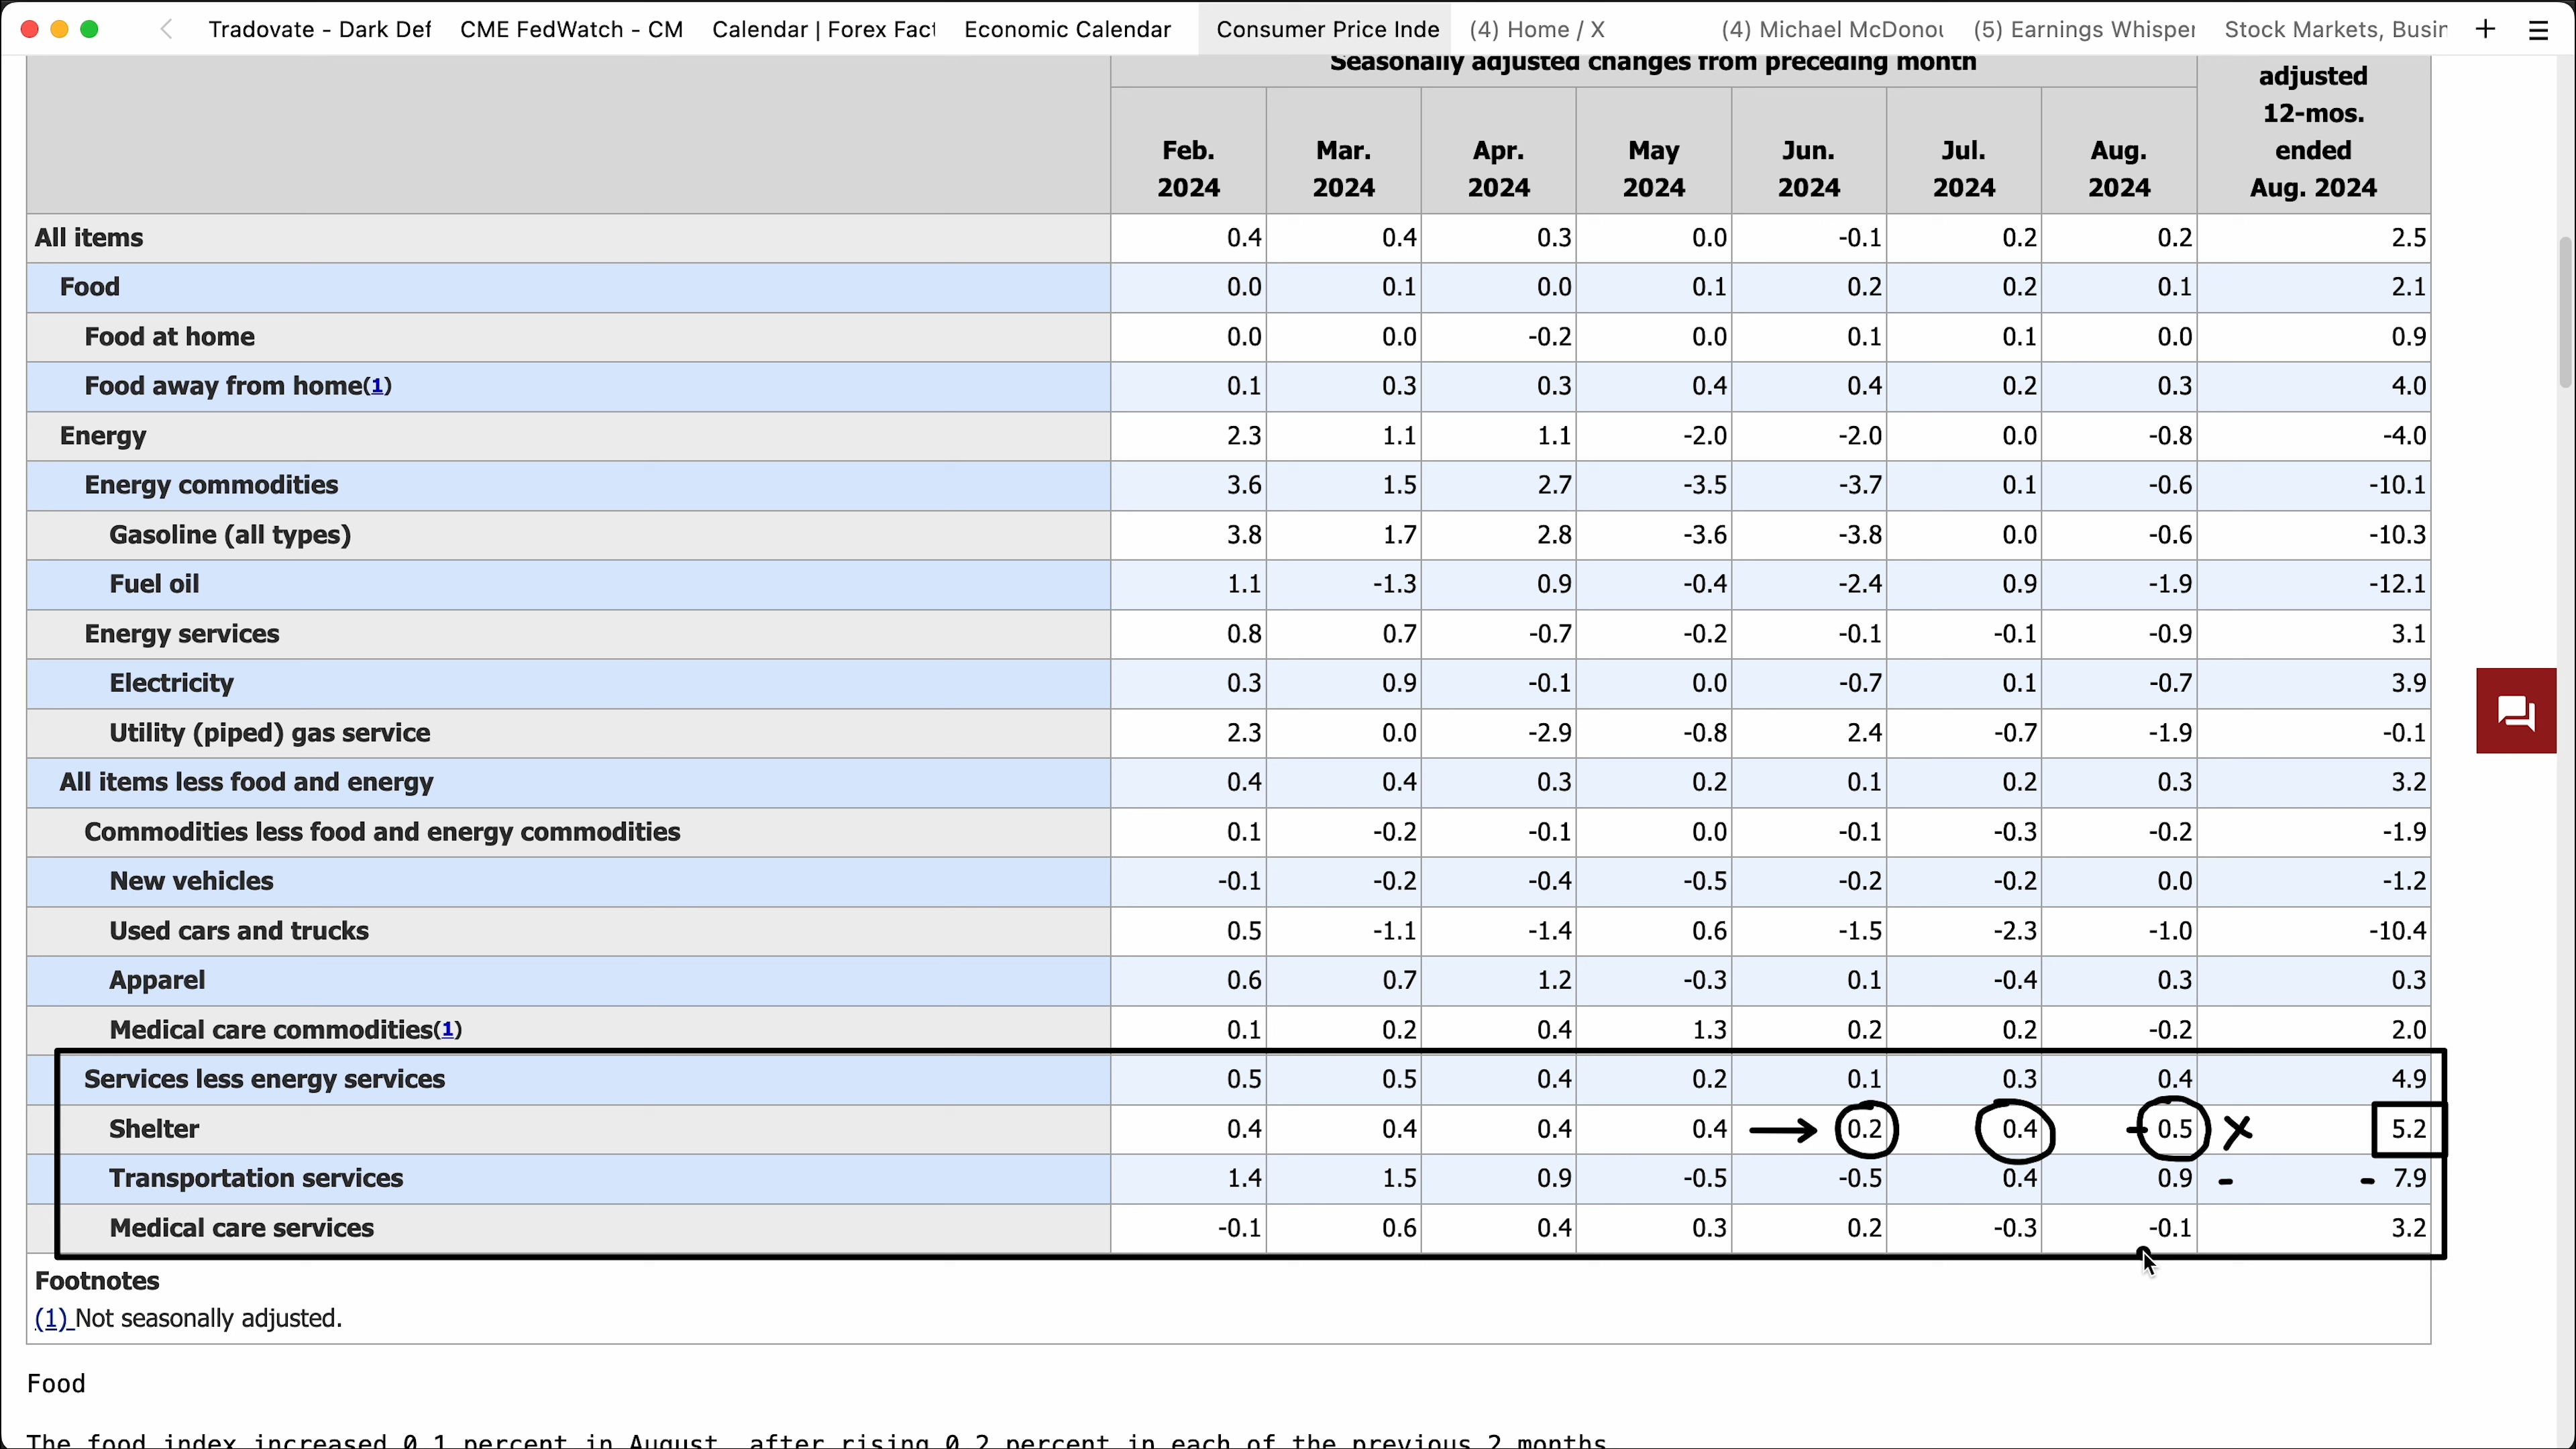 Tradovate - Dark Def CME FedWatch - CM Calendar | Forex Fact Economic Calendar Consumer Price Inde (4) Home / X (4) Michael McDonou (5) Earnings Whisper Stock Markets, Busin
Seasonally adjusted changes from preceding month
adjusted
12-mos.
ended
Aug. 2024
Feb. 2024 Mar. 2024 Apr. 2024 May 2024 Jun. 2024 Jul. 2024 Aug. 2024
All items 0.4 0.4 0.3 0.0 -0.1 0.2 0.2 2.5
Food 0.0 0.1 0.0 0.1 0.2 0.2 0.1 2.1
Food at home 0.0 0.0 -0.2 0.0 0.1 0.1 0.0 0.9
Food away from home(1) 0.1 0.3 0.3 0.4 0.4 0.2 0.3 4.0
Energy 2.3 1.1 1.1 -2.0 -2.0 0.0 -0.8 -4.0
Energy commodities 3.6 1.5 2.7 -3.5 -3.7 0.1 -0.6 -10.1
Gasoline (all types) 3.8 1.7 2.8 -3.6 -3.8 0.0 -0.6 -10.3
Fuel oil 1.1 -1.3 0.9 -0.4 -2.4 0.9 -1.9 -12.1
Energy services 0.8 0.7 -0.7 -0.2 -0.1 -0.1 -0.9 3.1
Electricity 0.3 0.9 -0.1 0.0 -0.7 0.1 -0.7 3.9
Utility (piped) gas service 2.3 0.0 -2.9 -0.8 2.4 -0.7 -1.9 -0.1
All items less food and energy 0.4 0.4 0.3 0.2 0.1 0.2 0.3 3.2
Commodities less food and energy commodities 0.1 -0.2 -0.1 0.0 -0.1 -0.3 -0.2 -1.9
New vehicles -0.1 -0.2 -0.4 -0.5 -0.2 -0.2 0.0 -1.2
Used cars and trucks 0.5 -1.1 -1.4 0.6 -1.5 -2.3 -1.0 -10.4
Apparel 0.6 0.7 1.2 -0.3 0.1 -0.4 0.3 0.3
Medical care commodities(1) 0.1 0.2 0.4 1.3 0.2 0.2 -0.2 2.0
Services less energy services 0.5 0.5 0.4 0.2 0.1 0.3 0.4 4.9
Shelter 0.4 0.4 0.4 0.4 0.2 0.4 0.5 5.2
Transportation services 1.4 1.5 0.9 -0.5 -0.5 0.4 0.9 7.9
Medical care services -0.1 0.6 0.4 0.3 0.2 -0.3 -0.1 3.2
Footnotes
(1) Not seasonally adjusted.
Food
The food index increased 0.1 percent in August, after rising 0.2 percent in each of the previous 2 months.